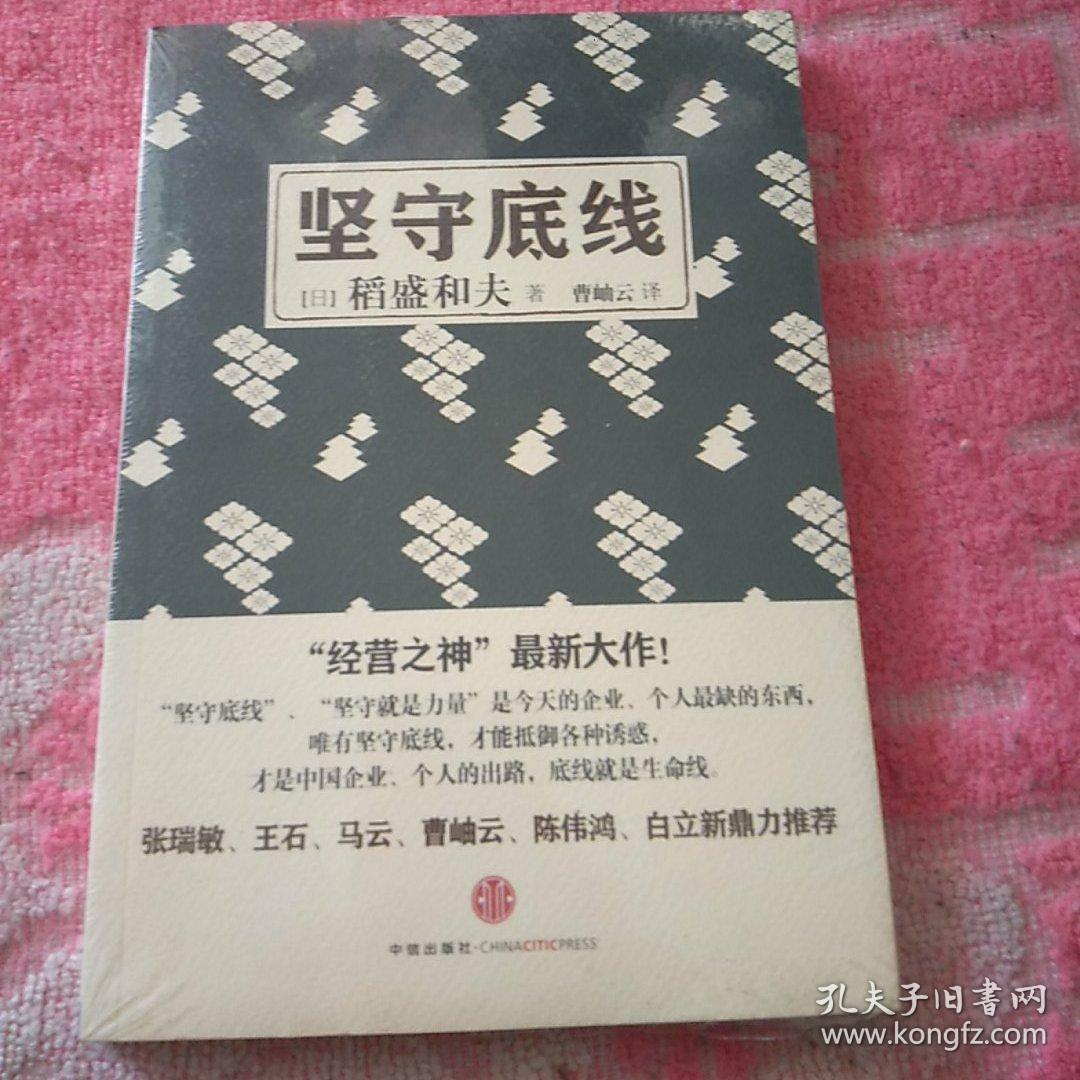 坚守底线
[日]稻盛和夫 著 曹岫云 译
“经营之神”最新大作！
“坚守底线”、“坚守就是力量”是今天的企业、个人最缺的东西，
唯有坚守底线，才能抵御各种诱惑，
才是中国企业、个人的出路，底线就是生命线。
张瑞敏、王石、马云、曹岫云、陈伟鸿、白立新鼎力推荐
中信出版社·CHINACITICPRESS
孔夫子旧書网
www.kongfz.com